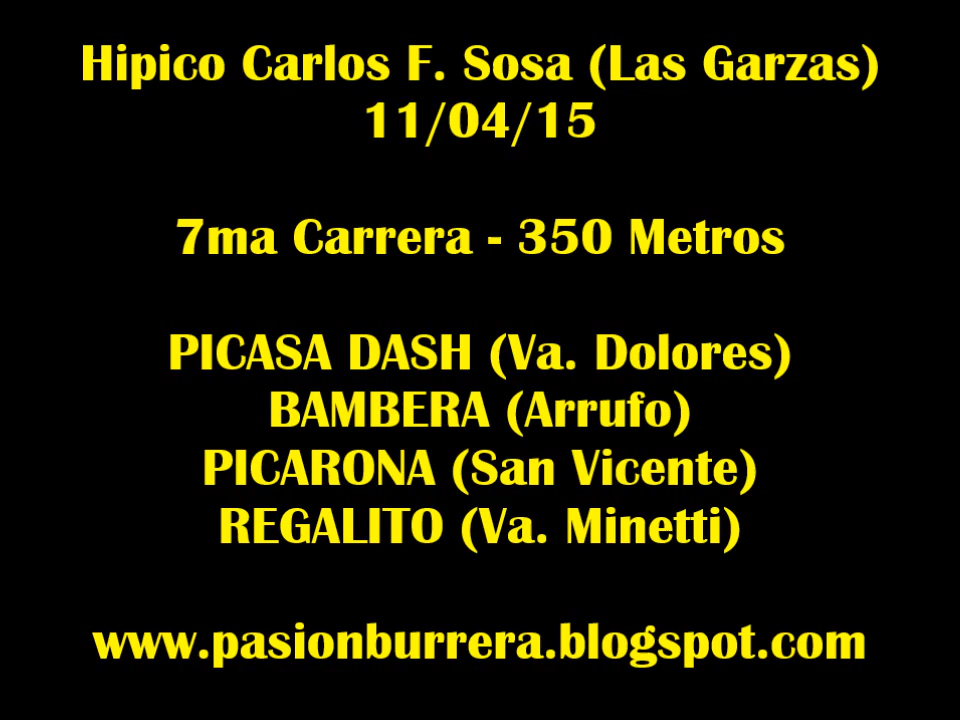 Hipico Carlos F. Sosa (Las Garzas)
11/04/15
7ma Carrera - 350 Metros
PICASA DASH (Va. Dolores)
BAMBERA (Arrufo)
PICARONA (San Vicente)
REGALITO (Va. Minetti)
www.pasionburrera.blogspot.com